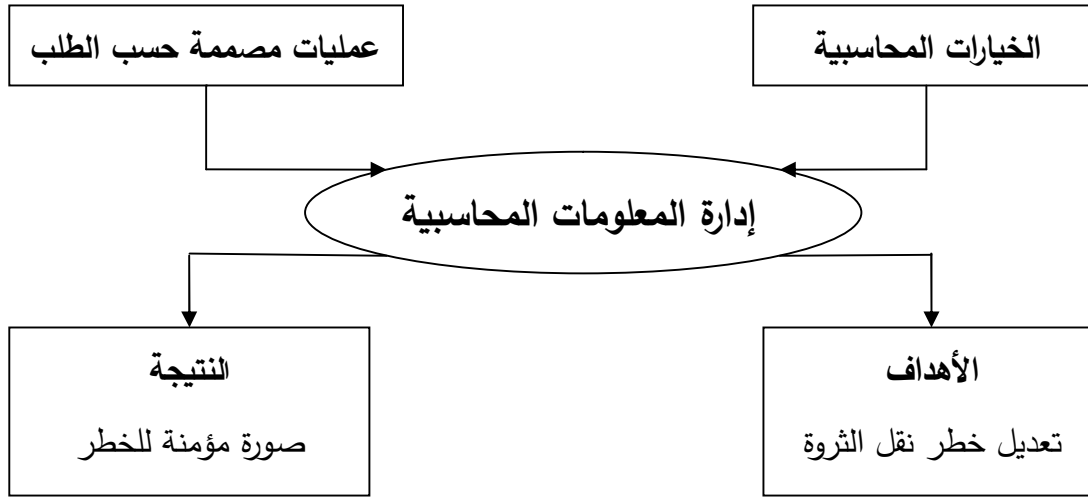 الخيارات المحاسبية
عمليات مصممة حسب الطلب
إدارة المعلومات المحاسبية
الأهداف
تعديل خطر نقل الثروة
النتيجة
صورة مؤمنة للخطر